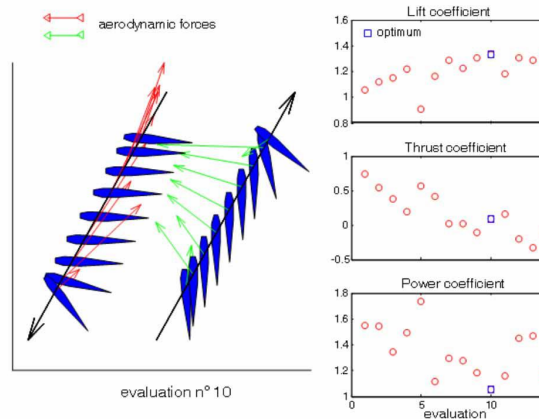 aerodynamic forces
evaluation n°10
Lift coefficient
1.6
1.4
1.2
1
0.8
optimum
Thrust coefficient
1
0.5
0
-0.5
Power coefficient
1.8
1.6
1.4
1.2
1
0
5
10
evaluation